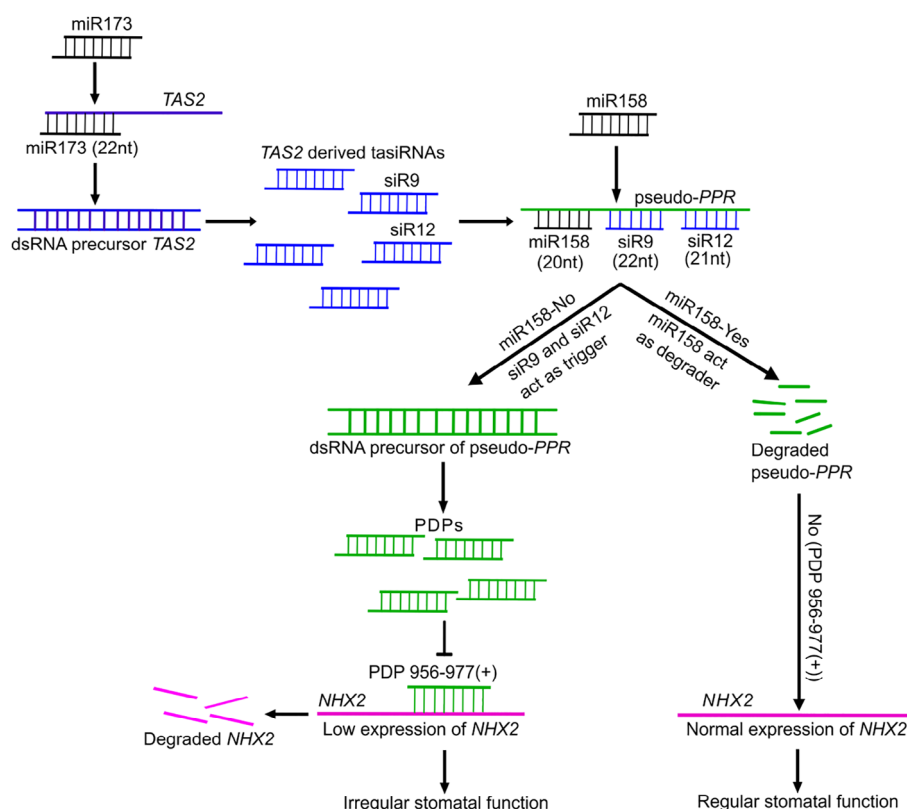 miR173
TAS2
miR173 (22nt)
dsRNA precursor TAS2
TAS2 derived tasiRNAs
siR9
siR12
miR158
pseudo-PPR
miR158
(20nt)
siR9
(22nt)
siR12
(21nt)
miR158-No
siR9 and siR12
act as trigger
miR158-Yes
miR158 act
as degrader
dsRNA precursor of pseudo-PPR
Degraded
pseudo-PPR
PDPs
No (PDP 956-977(+))
PDP 956-977(+)
NHX2
Degraded NHX2
Low expression of NHX2
NHX2
Normal expression of NHX2
Irregular stomatal function
Regular stomatal function